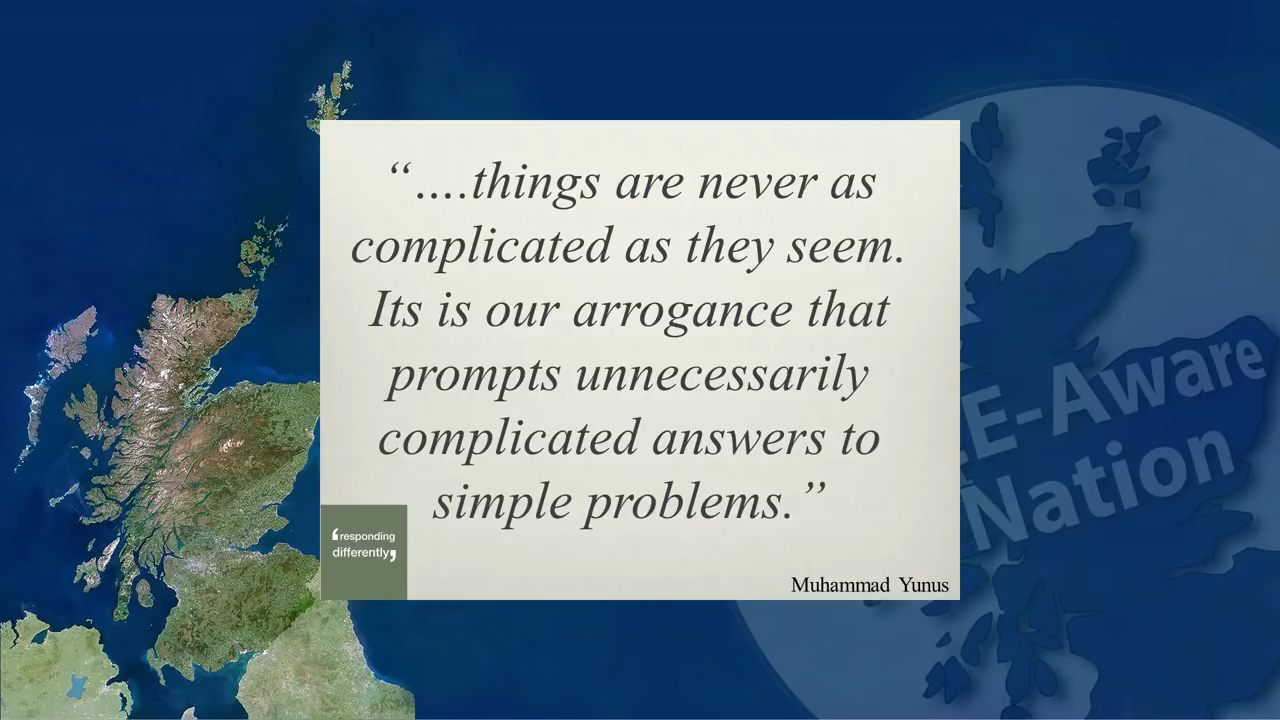 “....things are never as
complicated as they seem.
Its is our arrogance that
prompts unnecessarily
complicated answers to
simple problems.”
‘responding
differently’
Muhammad Yunus
E-Aware
Nation